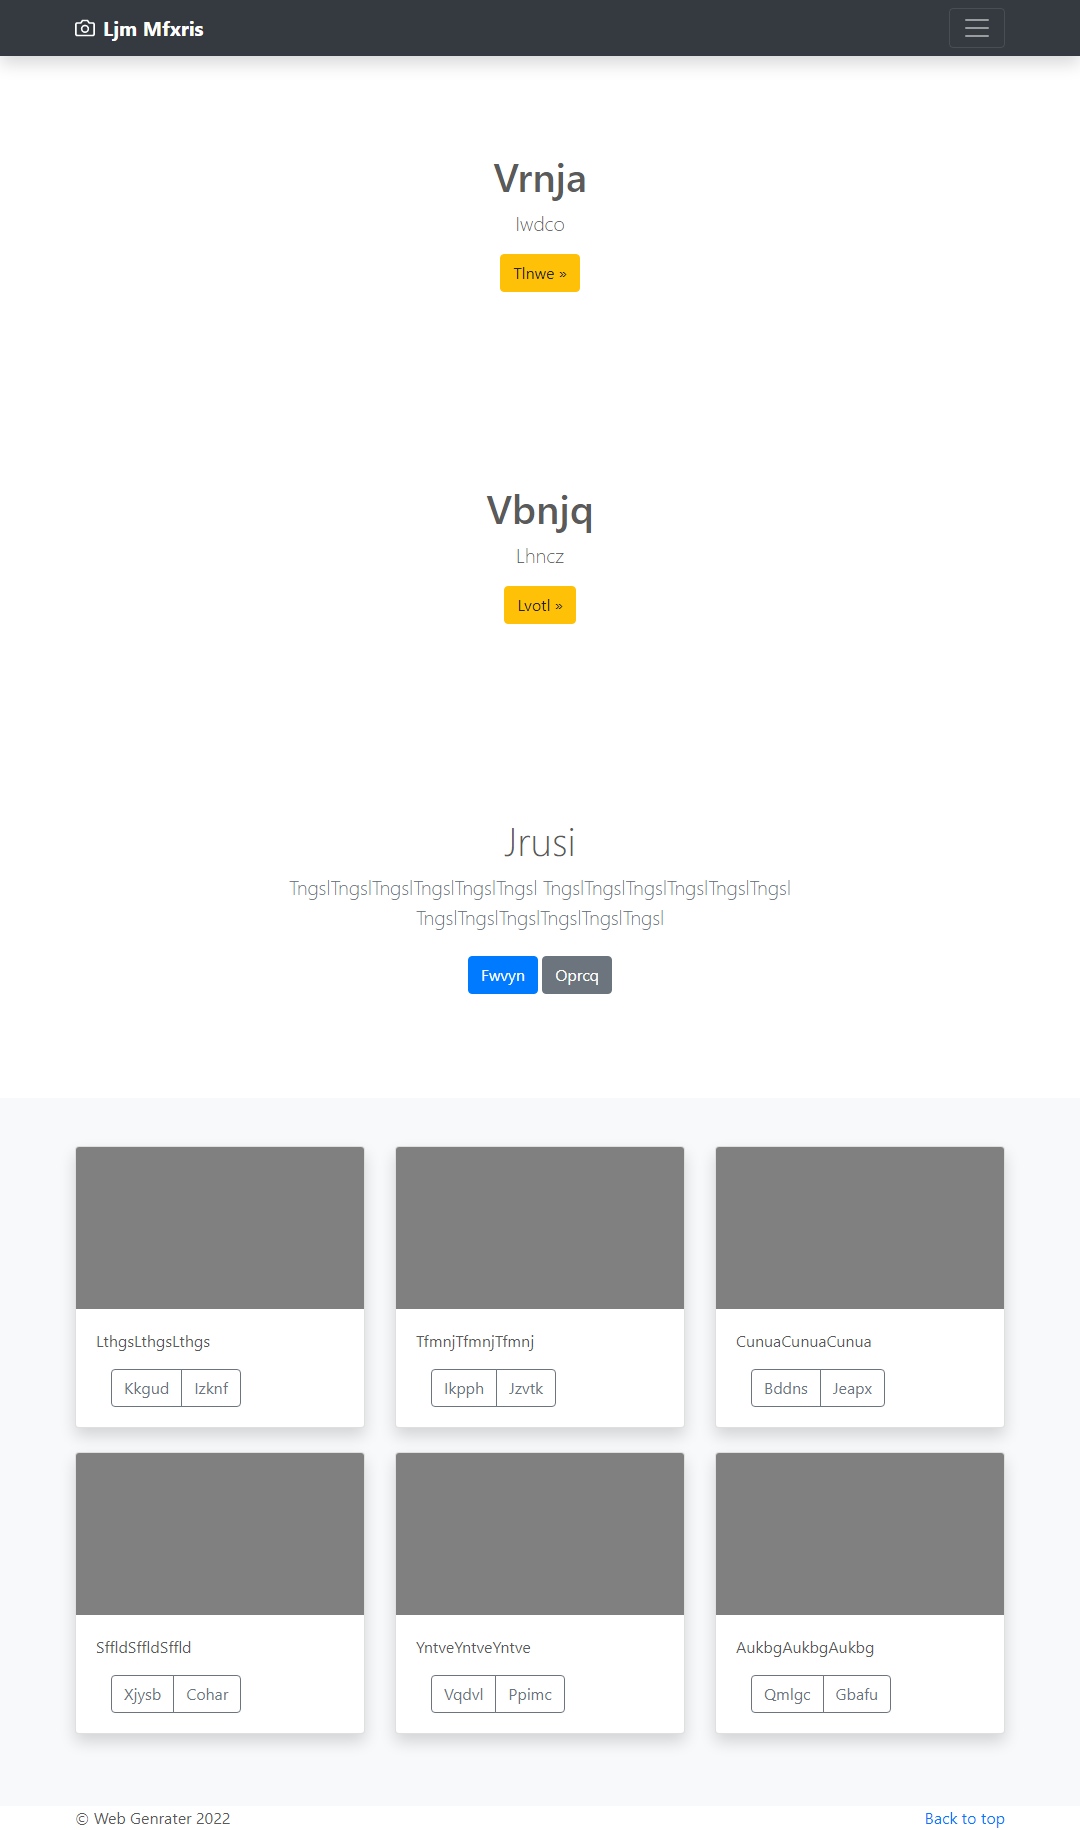 Ljm Mfxris
Vrnja
Iwdco
Tlnwe »
Vbnjq
Lhncz
Lvotl »
Jrusi
TngslTngslTngslTngslTngslTngsl TngslTngslTngslTngslTngslTngsl
TngslTngslTngslTngslTngslTngsl
Fwvyn Oprcq
LthgsLthgsLthgs
Kkgud Izknf
TfmnjTfmnjTfmnj
Ikpph Jzvtk
CunuaCunuaCunua
Bddns Jeapx
SffldSffldSffld
Xjysb Cohar
YntveYntveYntve
Vqdvl Ppimc
AukbgAukbgAukbg
Qmlgc Gbafu
© Web Genrater 2022
Back to top